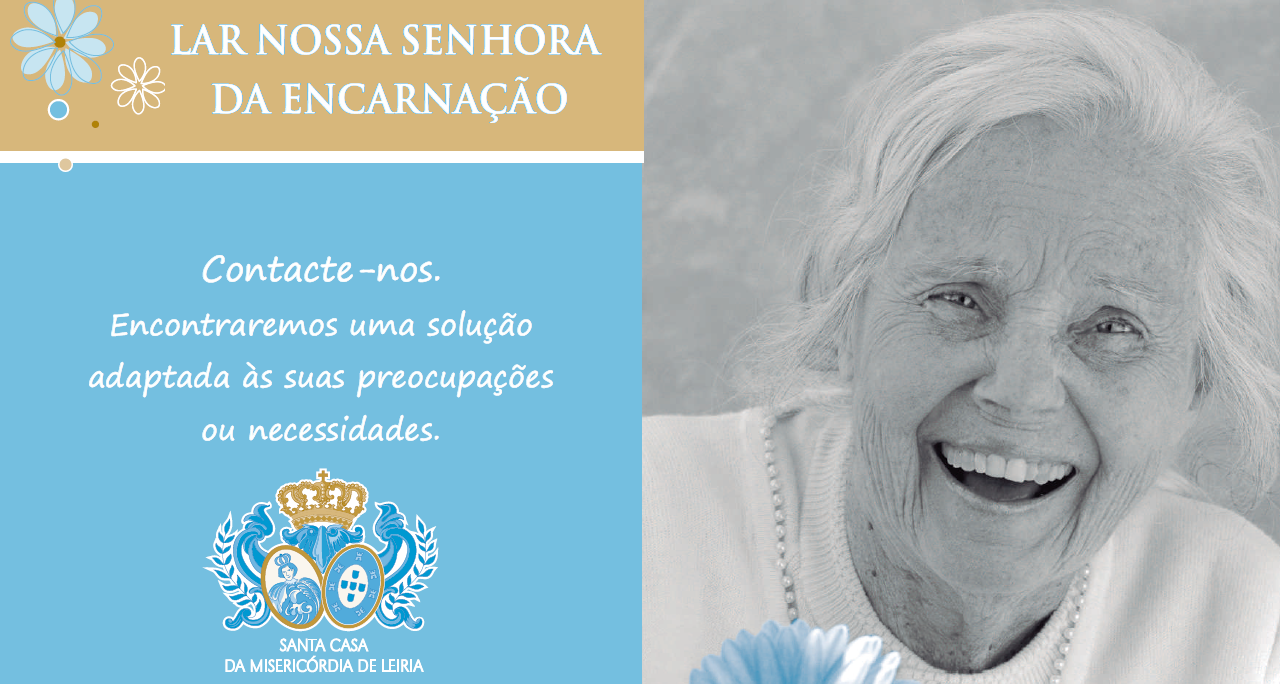 LAR NOSSA SENHORA
DA ENCARNAÇÃO
Contacte-nos.
Encontraremos uma solução
adaptada às suas preocupações
ou necessidades.
SANTA CASA
DA MISERICÓRDIA DE LEIRIA